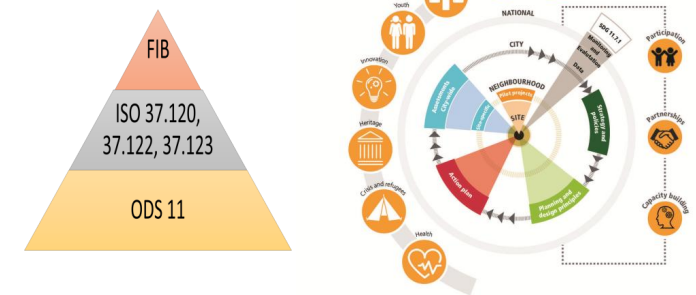 FIB
ISO 37.120,
37.122, 37.123
ODS 11
Youth
Innovation
Heritage
Crisis and refugees
Health
NATIONAL
CITY
NEIGHBOURHOOD
Pilot projects
SITE
Assessments
City-wide
Site-specific
Action plan
Planning and
design principles
Strategy and
policies
SDG 11.7.1
Monitoring
and
Evaluation
Data
Participation
Partnerships
Capacity building